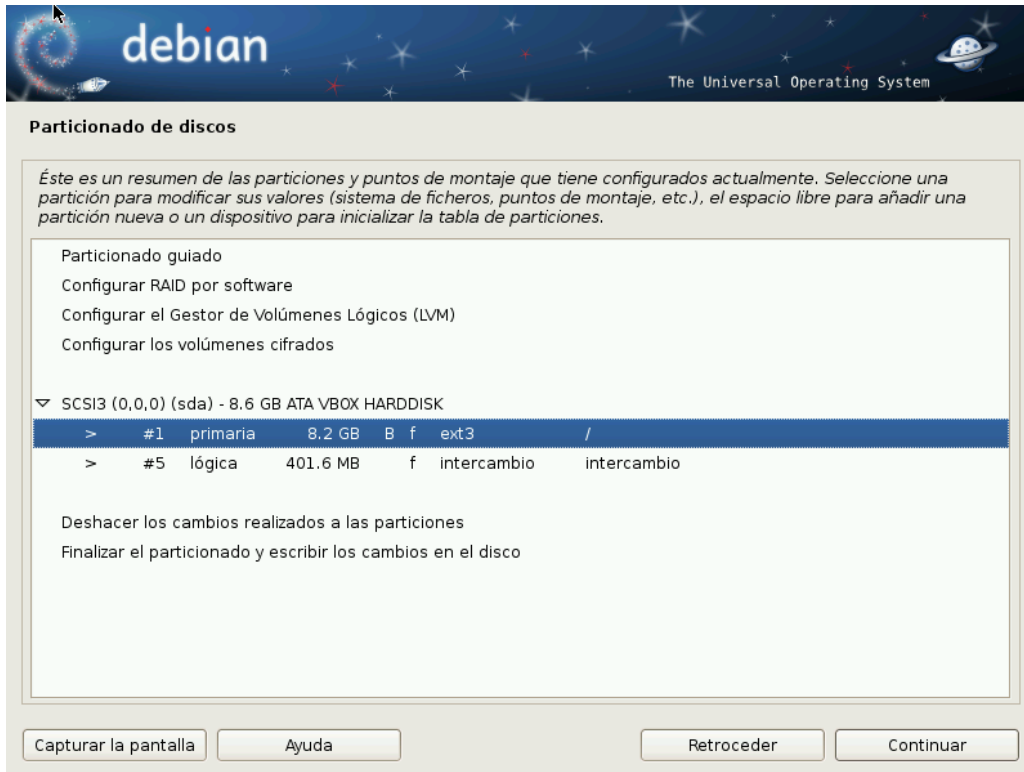 debian
The Universal Operating System
Particionado de discos
Éste es un resumen de las particiones y puntos de montaje que tiene configurados actualmente. Seleccione una
partición para modificar sus valores (sistema de ficheros, puntos de montaje, etc.), el espacio libre para añadir una
partición nueva o un dispositivo para inicializar la tabla de particiones.
Particionado guiado
Configurar RAID por software
Configurar el Gestor de Volúmenes Lógicos (LVM)
Configurar los volúmenes cifrados
SCSI3 (0,0,0) (sda) - 8.6 GB ATA VBOX HARDDISK
> #1 primaria 8.2 GB B f ext3 /
> #5 lógica 401.6 MB f intercambio intercambio
Deshacer los cambios realizados a las particiones
Finalizar el particionado y escribir los cambios en el disco
Capturar la pantalla Ayuda Retroceder Continuar